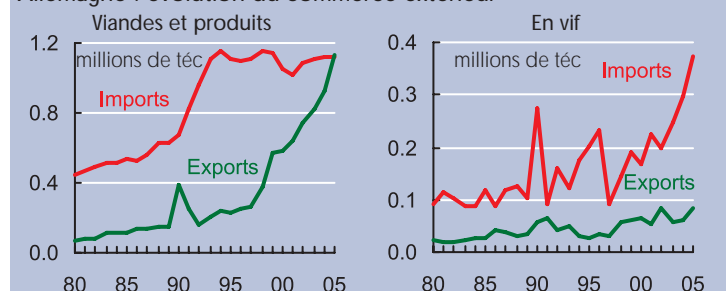 Viandes et produits
1.2
millions de téc
Imports
0.8
Exports
0.4
0.0
80 85 90 95 00 05
En vif
0.4
millions de téc
Imports
0.3
0.2
Exports
0.1
0.0
80 85 90 95 00 05